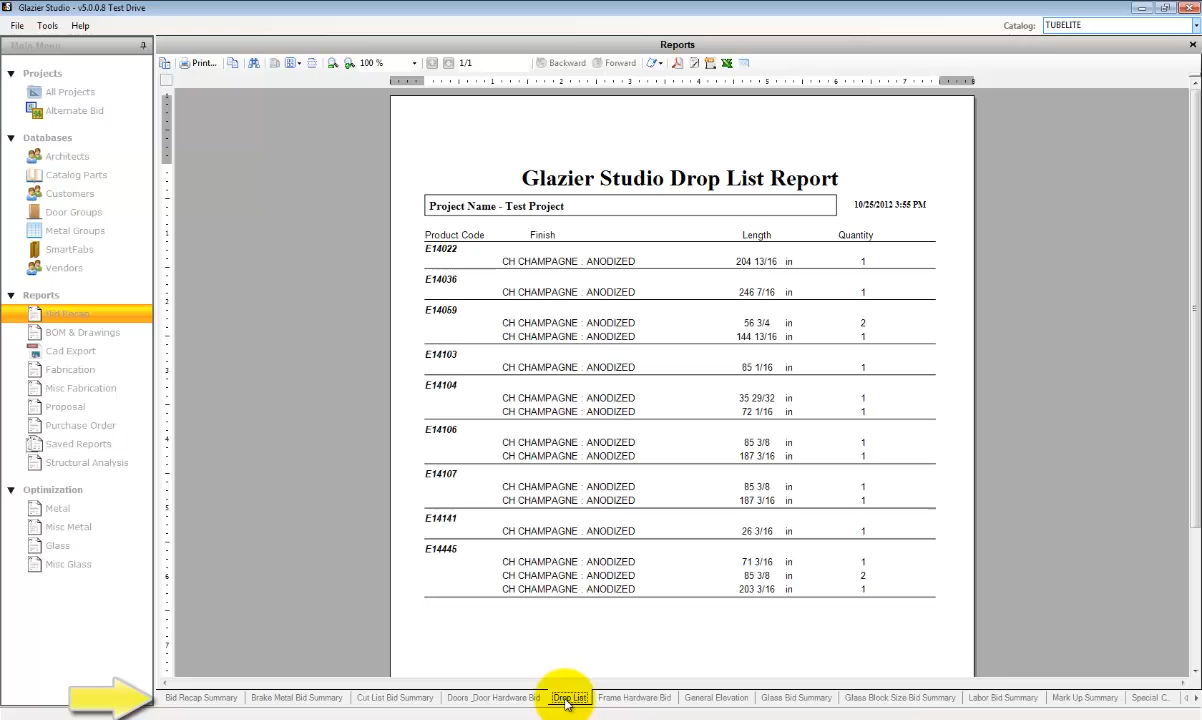 Glazier Studio - v5.0.0.8 Test Drive
File Tools Help
Catalog: TUBELITE
Main Menu
Reports
Print... 100 % 1/1 Backward Forward
Projects
All Projects
Alternate Bid
Databases
Architects
Catalog Parts
Customers
Door Groups
Metal Groups
SmartFabs
Vendors
Reports
Bid Recap
BOM & Drawings
Cad Export
Fabrication
Misc Fabrication
Proposal
Purchase Order
Saved Reports
Structural Analysis
Optimization
Metal
Misc Metal
Glass
Misc Glass
Glazier Studio Drop List Report
Project Name - Test Project
10/25/2012 3:55 PM
Product Code Finish Length Quantity
E14022
CH CHAMPAGNE : ANODIZED 204 13/16 in 1
E14036
CH CHAMPAGNE : ANODIZED 246 7/16 in 1
E14059
CH CHAMPAGNE : ANODIZED 56 3/4 in 2
CH CHAMPAGNE : ANODIZED 144 13/16 in 1
E14103
CH CHAMPAGNE : ANODIZED 85 1/16 in 1
E14104
CH CHAMPAGNE : ANODIZED 35 29/32 in 1
CH CHAMPAGNE : ANODIZED 72 1/16 in 1
E14106
CH CHAMPAGNE : ANODIZED 85 3/8 in 1
CH CHAMPAGNE : ANODIZED 187 3/16 in 1
E14107
CH CHAMPAGNE : ANODIZED 85 3/8 in 1
CH CHAMPAGNE : ANODIZED 187 3/16 in 1
E14141
CH CHAMPAGNE : ANODIZED 26 3/16 in 1
E14445
CH CHAMPAGNE : ANODIZED 71 3/16 in 1
CH CHAMPAGNE : ANODIZED 85 3/8 in 2
CH CHAMPAGNE : ANODIZED 203 3/16 in 1
Bid Recap Summary Brake Metal Bid Summary Cut List Bid Summary Doors _Door Hardware Bid Drop List Frame Hardware Bid General Elevation Glass Bid Summary Glass Block Size Bid Summary Labor Bid Summary Mark Up Summary Special C..